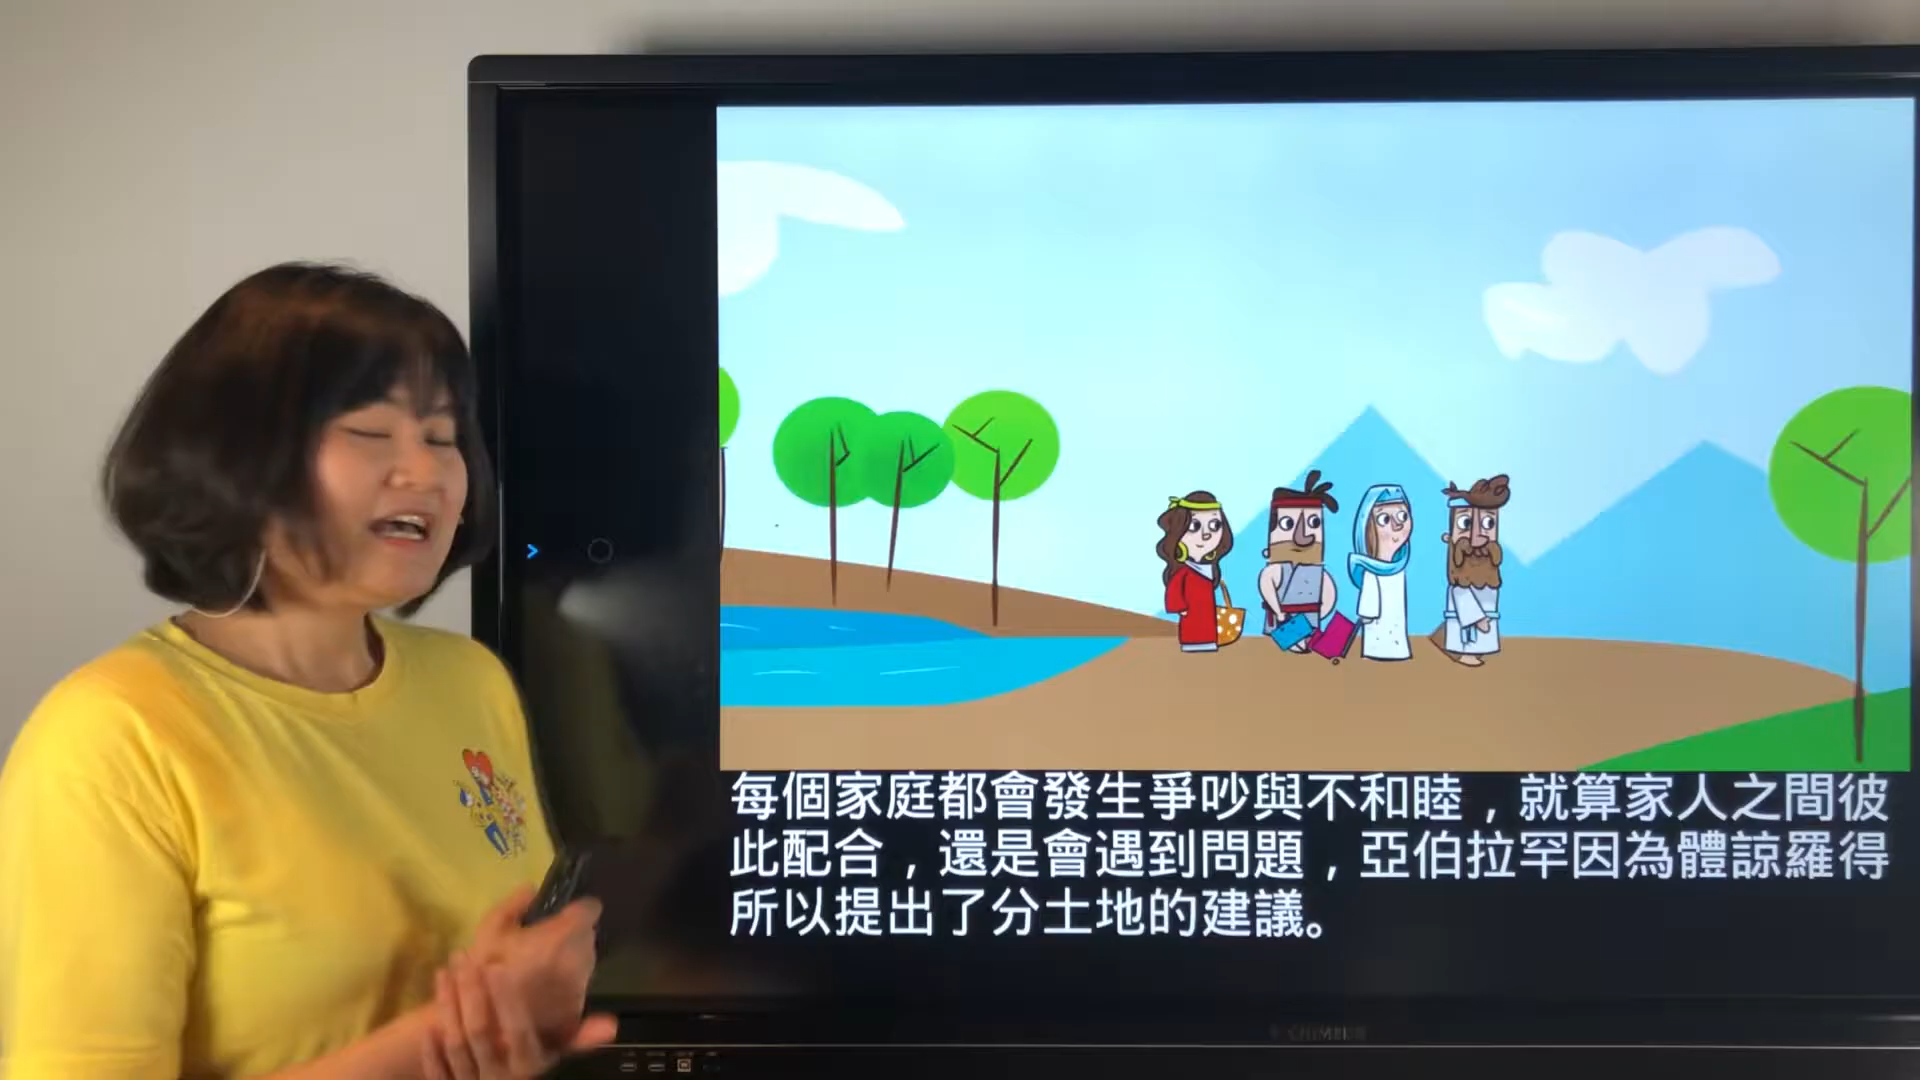 每個家庭都會發生爭吵與不和睦，就算家人之間彼
此配合，還是會遇到問題，亞伯拉罕因為體諒羅得
所以提出了分土地的建議。